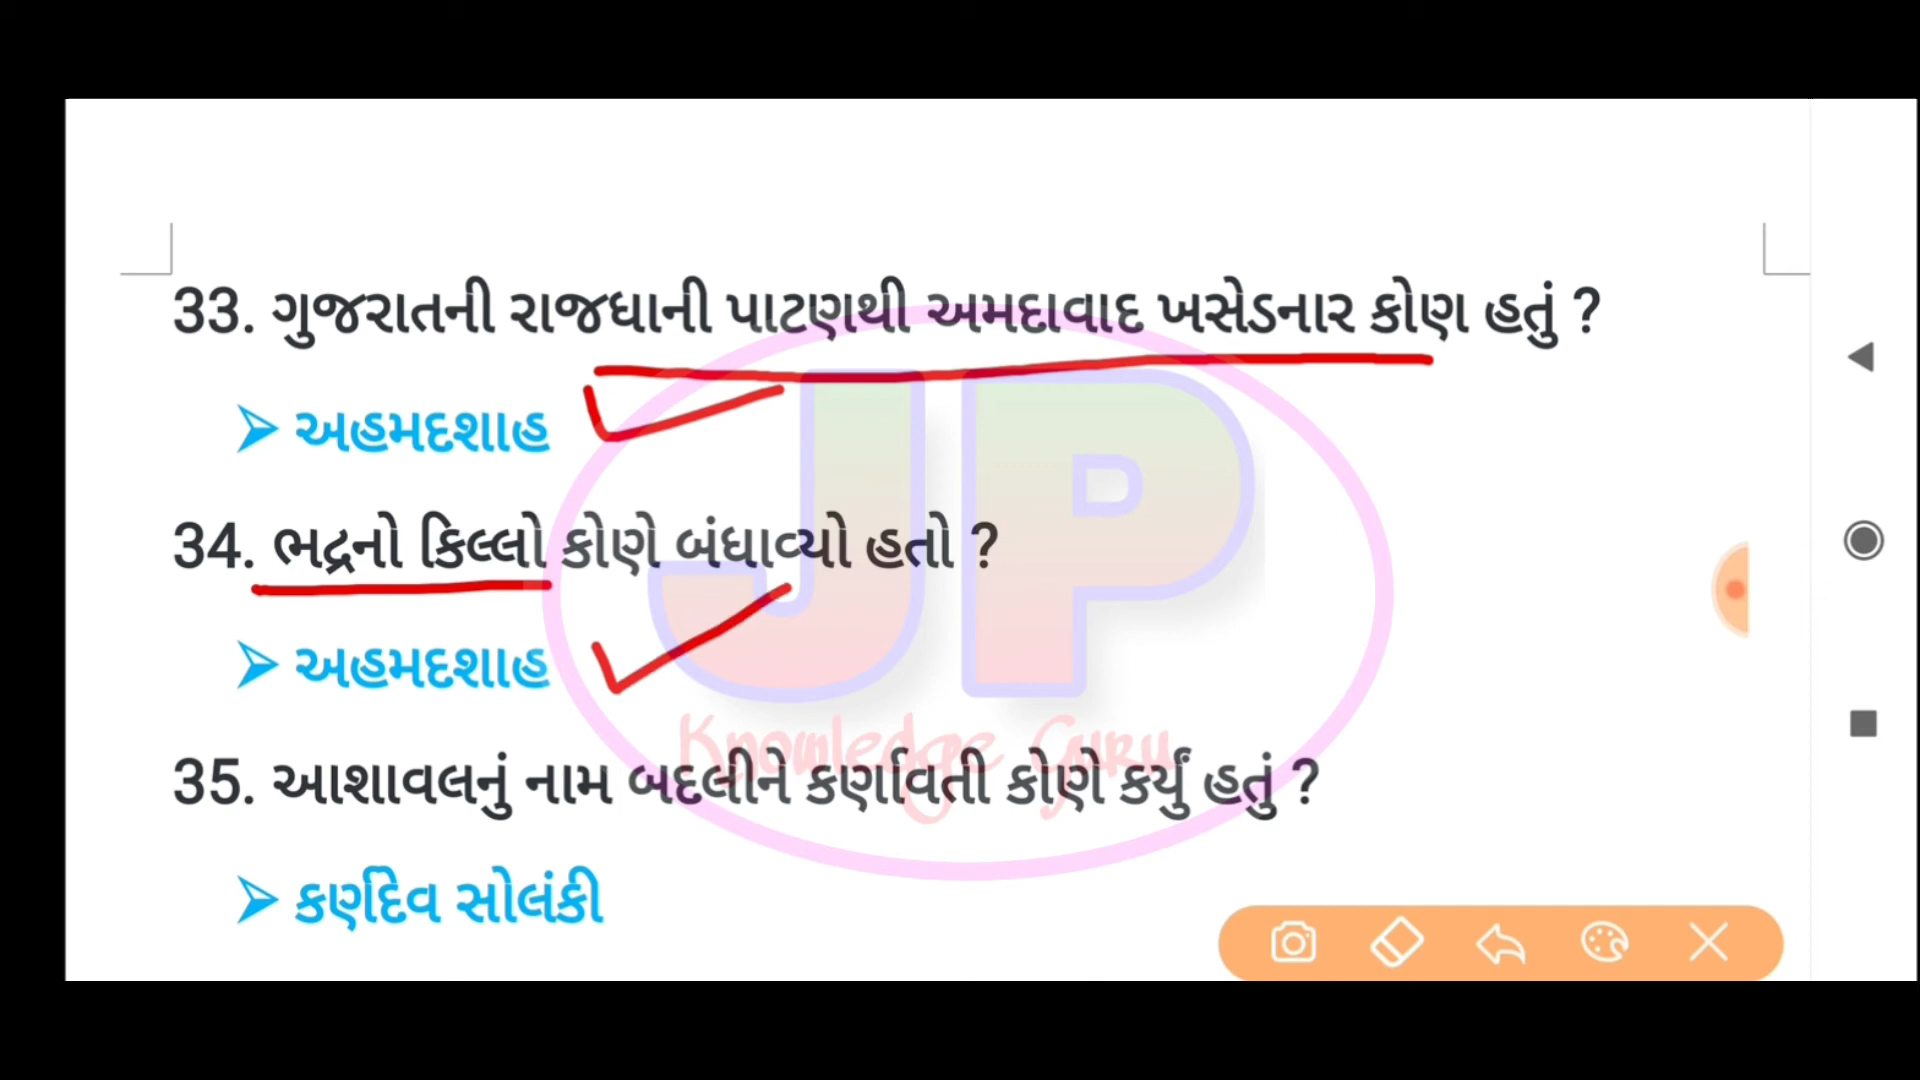 33. ગુજરાતની રાજધાની પાટણથી અમદાવાદ ખસેડનાર કોણ હતું ?
➢ અહમદશાહ
34. ભદ્રનો કિલ્લો કોણે બંધાવ્યો હતો ?
➢ અહમદશાહ
JP
Knowledge Guru
35. આશાવલનું નામ બદલીને કર્ણાવતી કોણે કર્યું હતું ?
➢ કર્ણદેવ સોલંકી